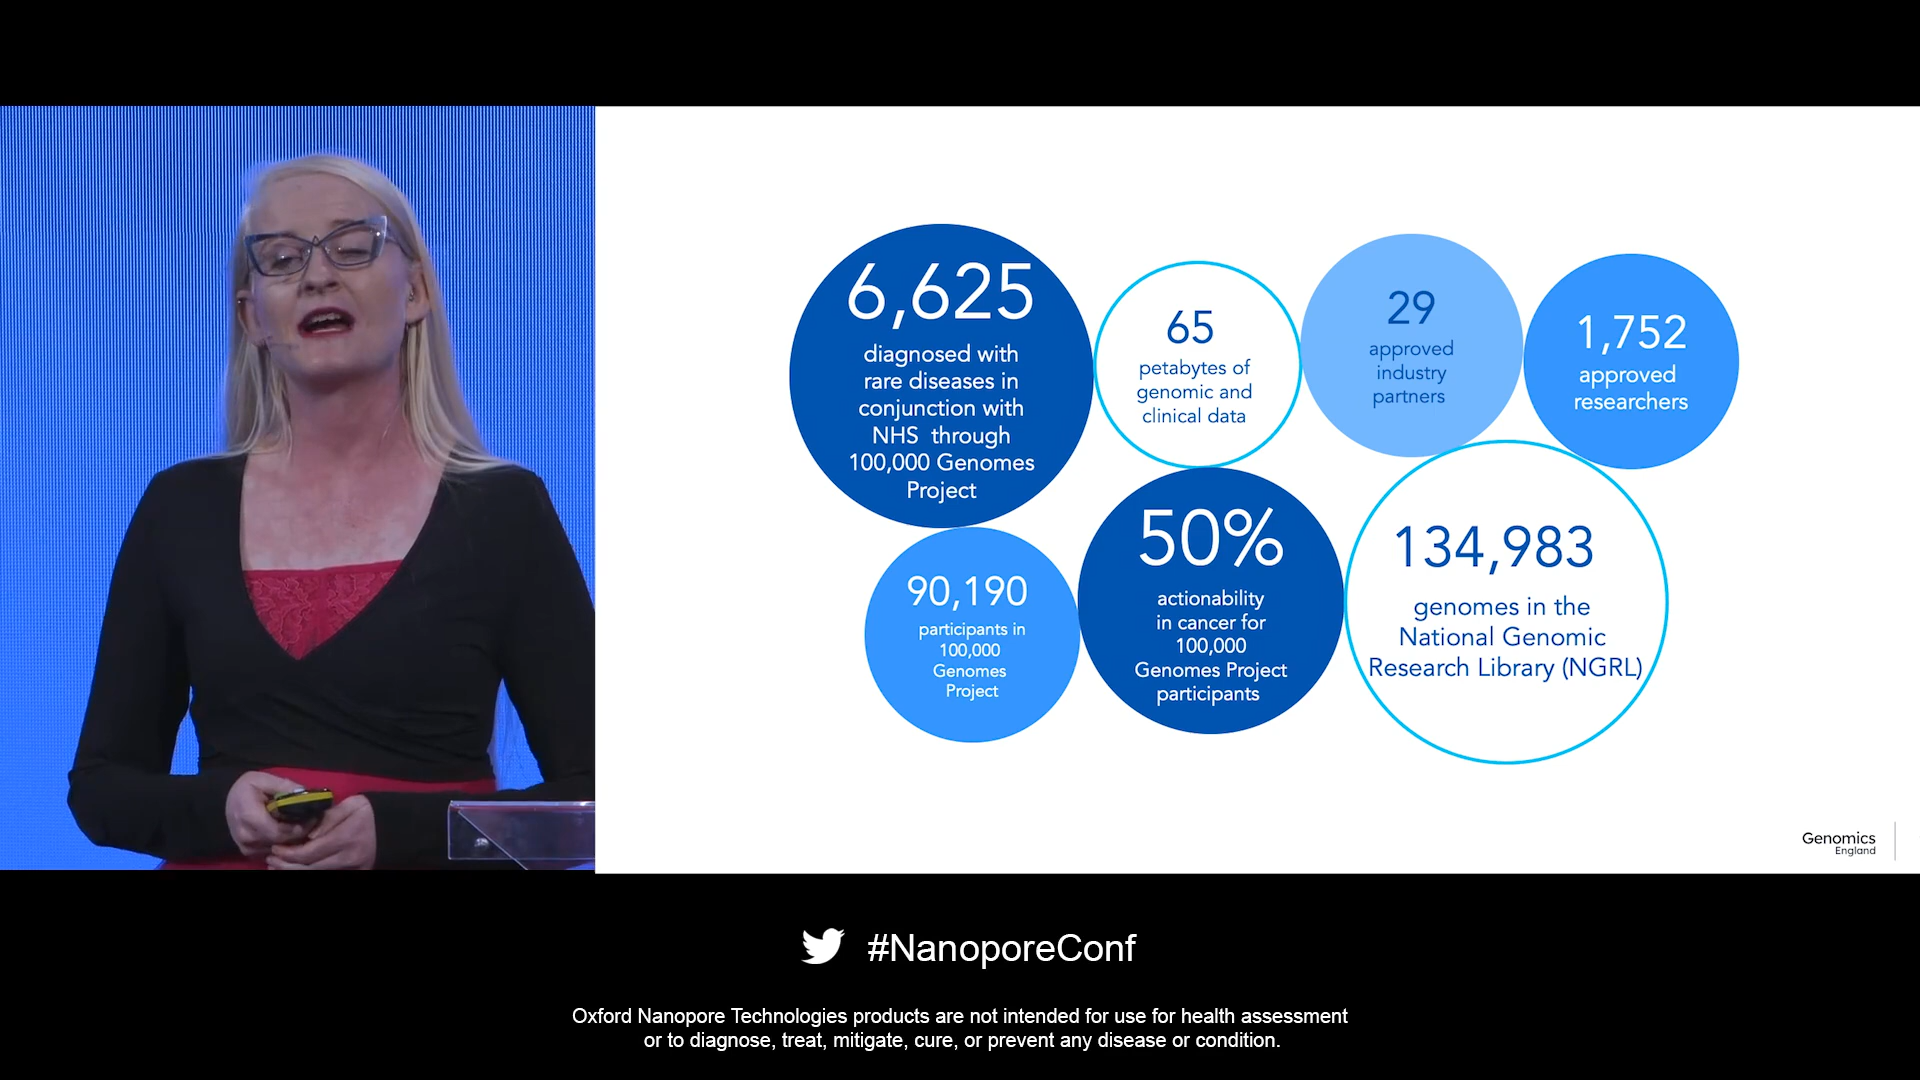 6,625
diagnosed with
rare diseases in
conjunction with
NHS through
100,000 Genomes
Project
65
petabytes of
genomic and
clinical data
29
approved
industry
partners
1,752
approved
researchers
90,190
participants in
100,000
Genomes
Project
50%
actionability
in cancer for
100,000
Genomes Project
participants
134,983
genomes in the
National Genomic
Research Library (NGRL)
Genomics
England
#NanoporeConf
Oxford Nanopore Technologies products are not intended for use for health assessment
or to diagnose, treat, mitigate, cure, or prevent any disease or condition.